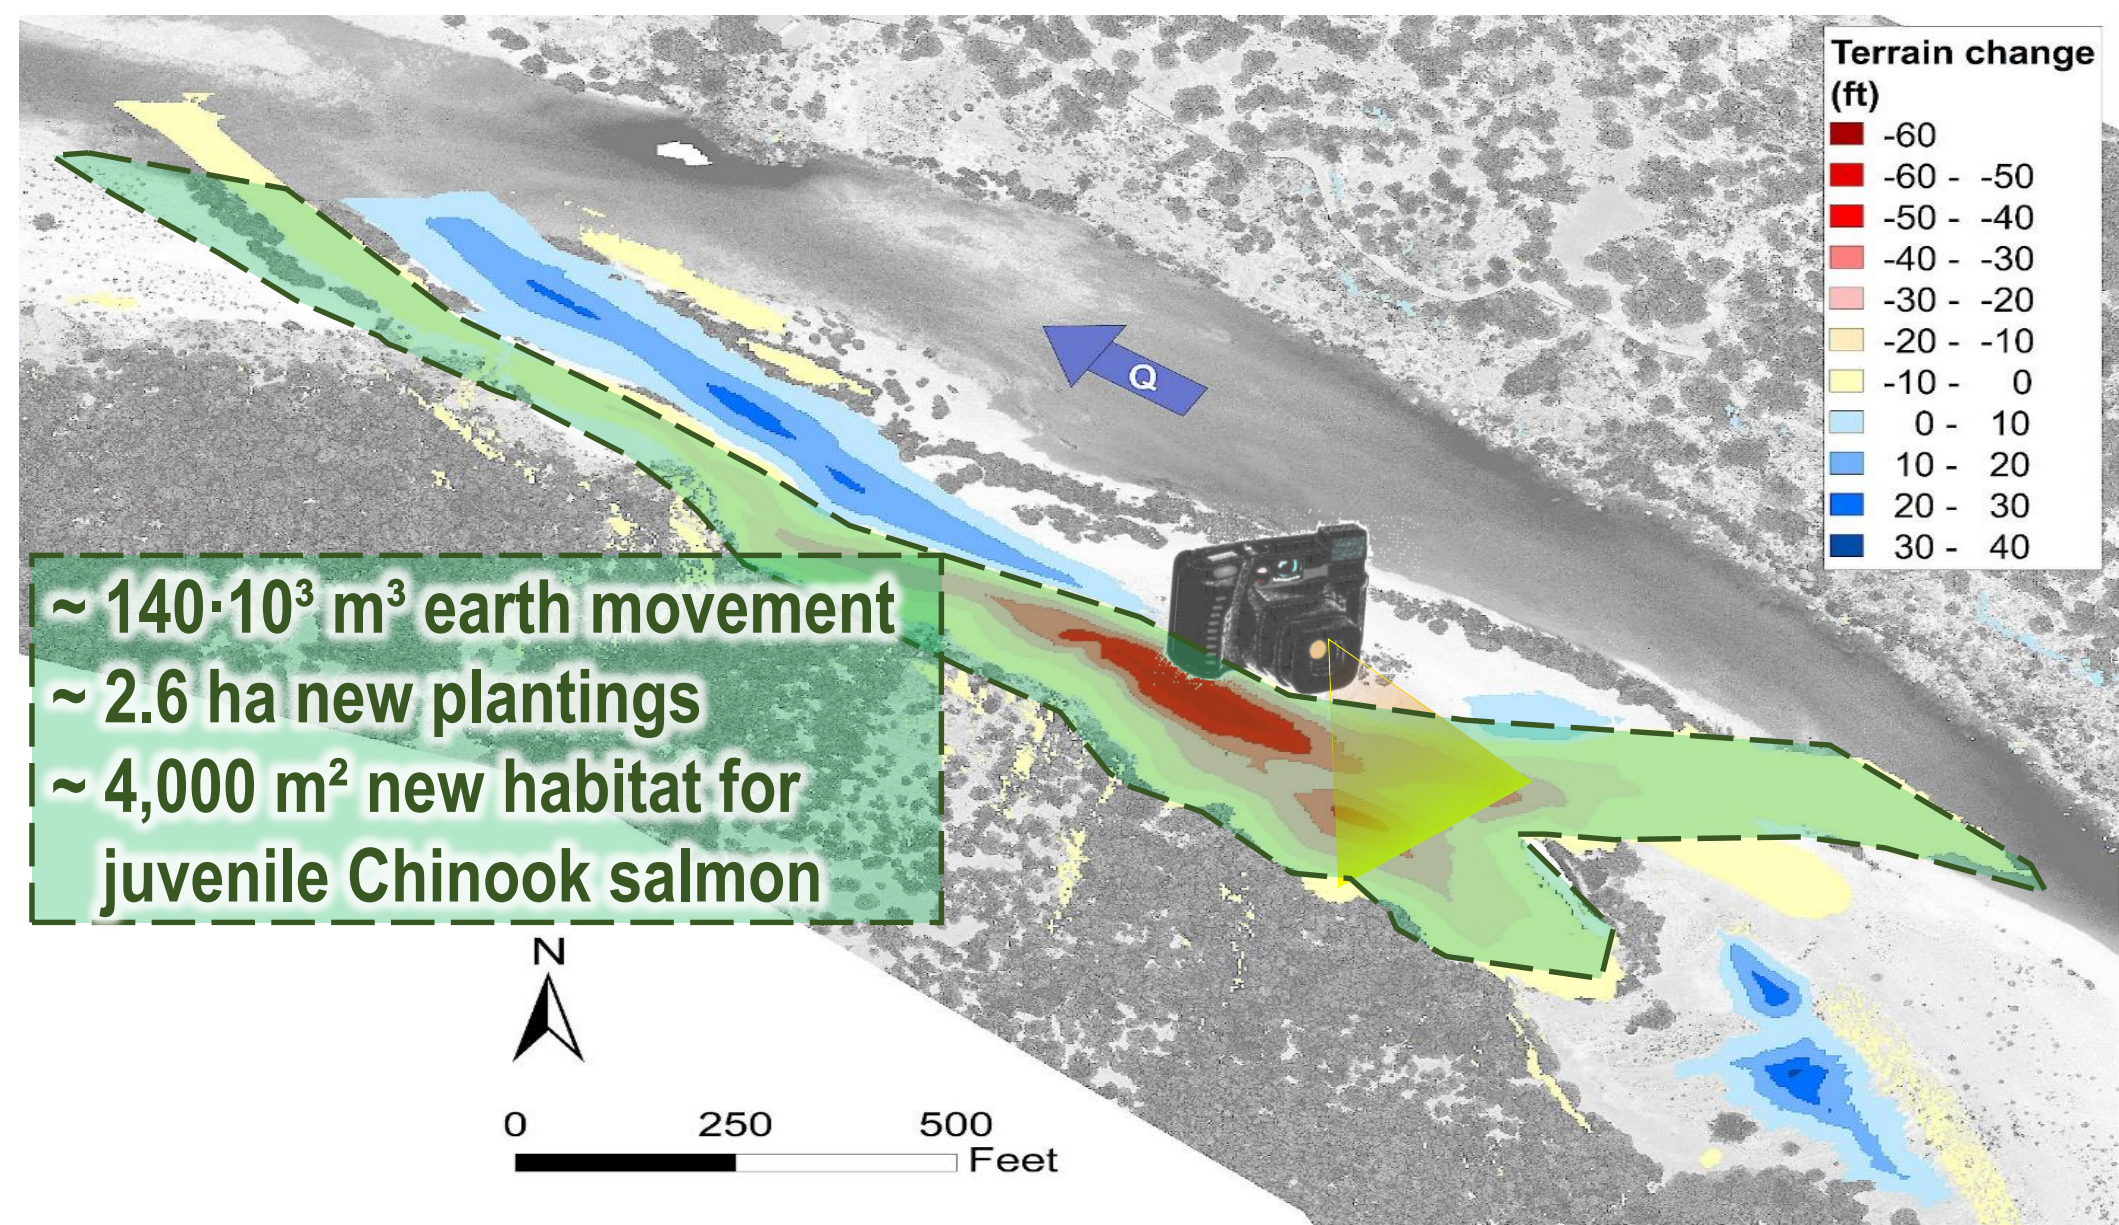 Terrain change
(ft)
-60
-60 - -50
-50 - -40
-40 - -30
-30 - -20
-20 - -10
-10 - 0
0 - 10
10 - 20
20 - 30
30 - 40
Q
~ 140·10³ m³ earth movement
~ 2.6 ha new plantings
~ 4,000 m² new habitat for
juvenile Chinook salmon
N
0 250 500
Feet